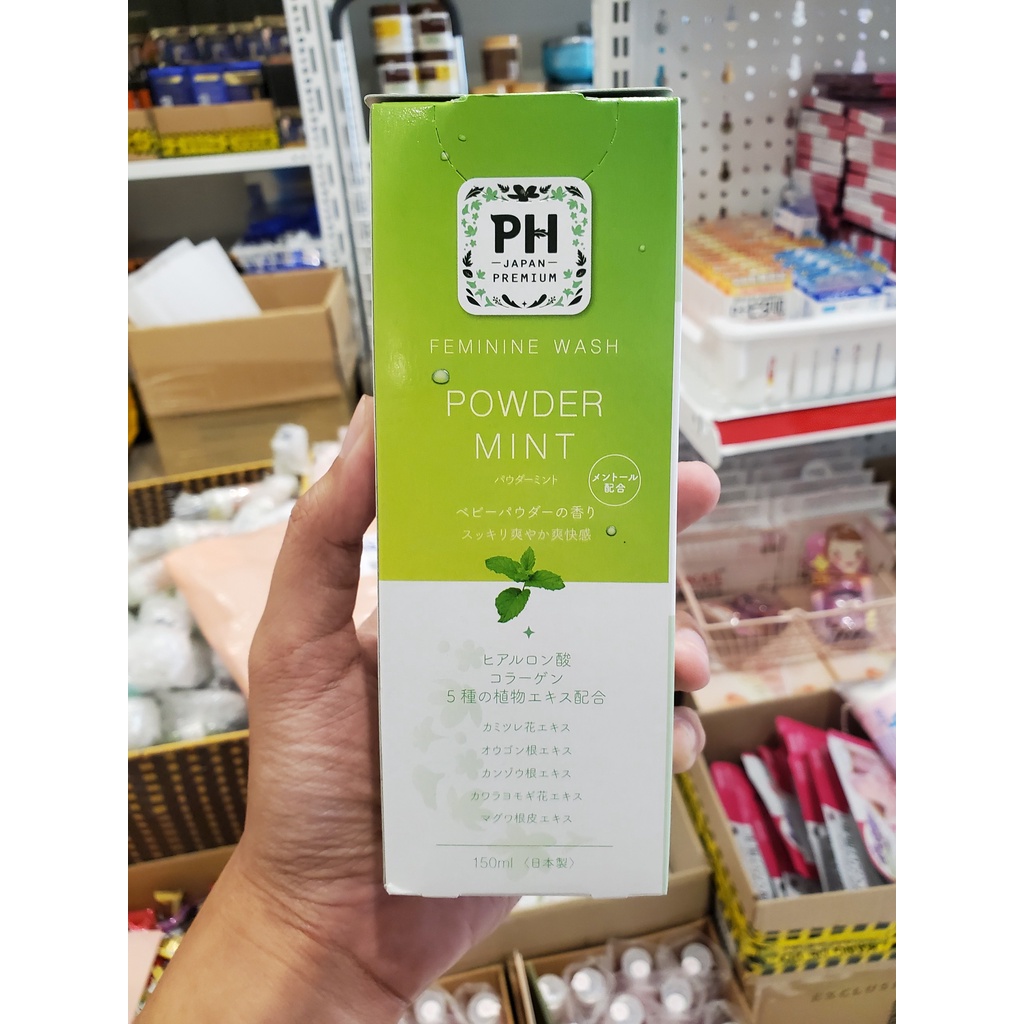 PH
JAPAN
PREMIUM
FEMININE WASH
POWDER
MINT
パウダーミント
メントール
配合
ベビーパウダーの香り
スッキリ爽やか爽快感
ヒアルロン酸
コラーゲン
5種の植物エキス配合
カミツレ花エキス
オウゴン根エキス
カンゾウ根エキス
カワラヨモギ花エキス
マグワ根皮エキス
150ml 〈日本製〉